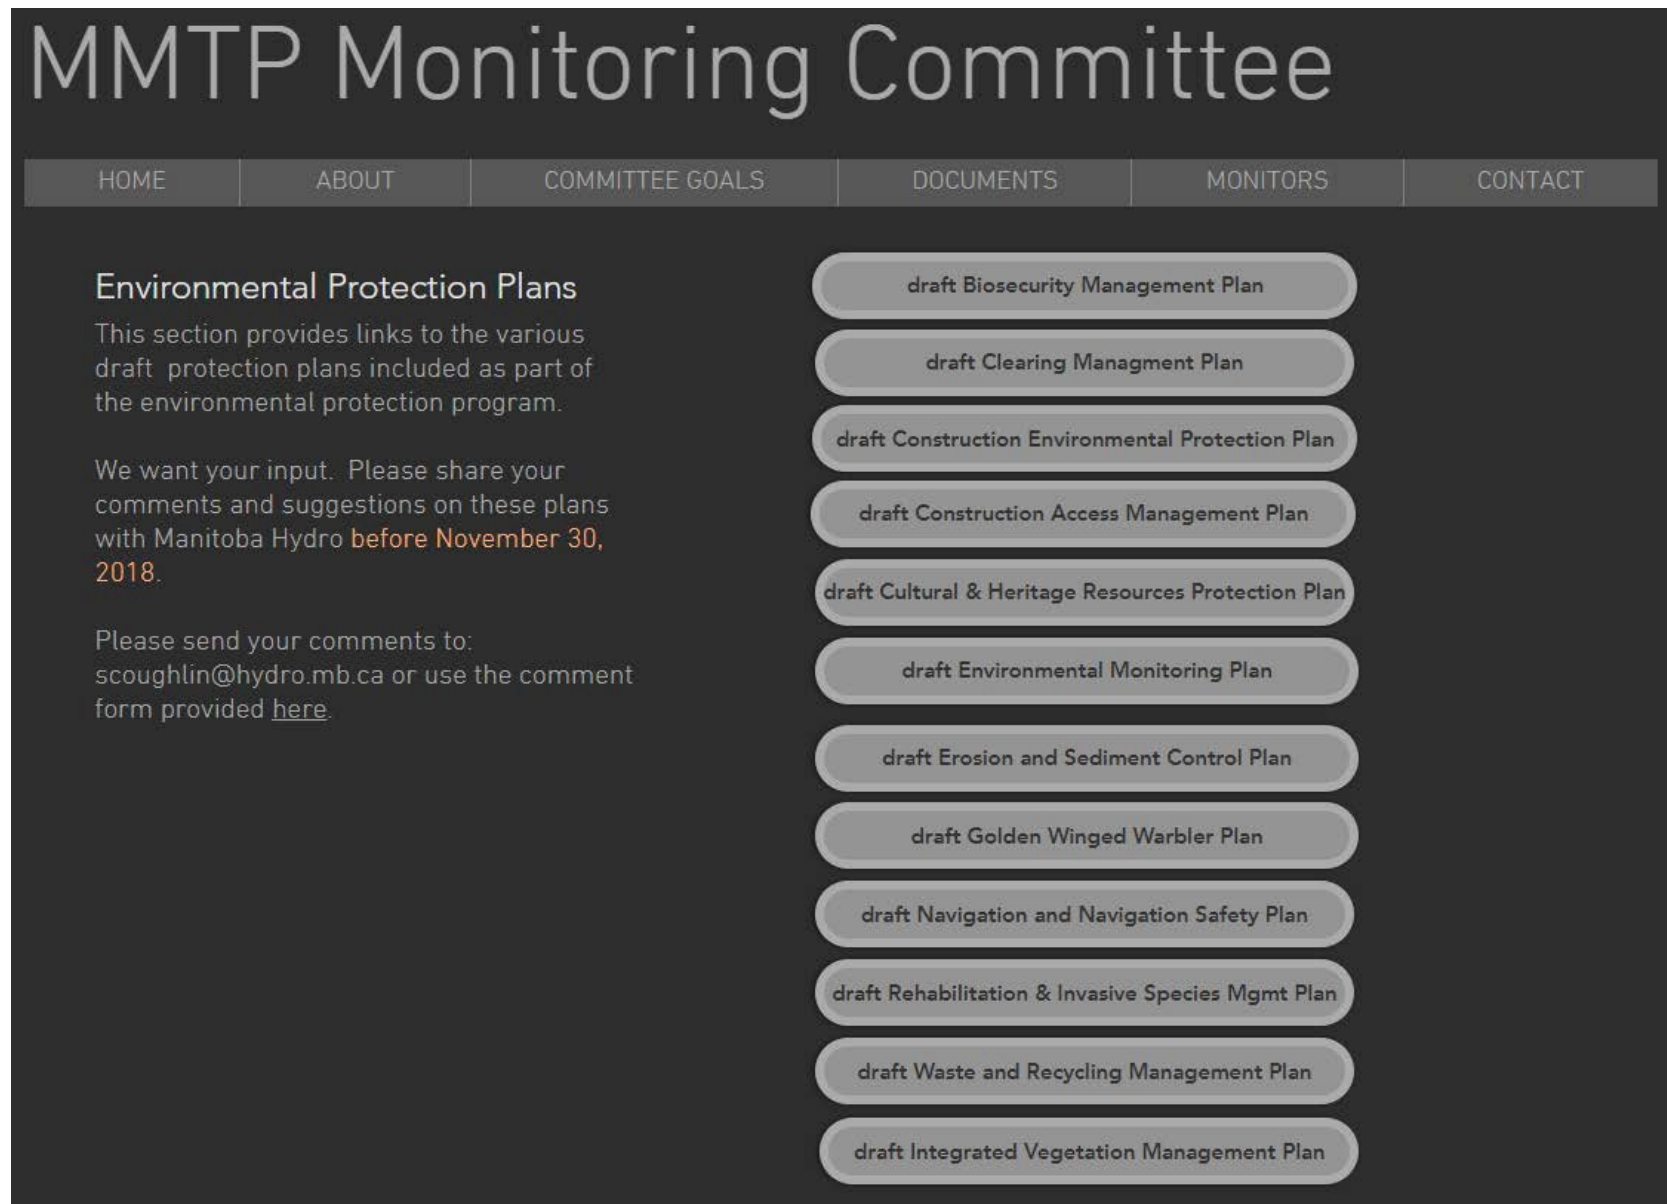 MMTP Monitoring Committee
HOME ABOUT COMMITTEE GOALS DOCUMENTS MONITORS CONTACT
Environmental Protection Plans
This section provides links to the various
draft protection plans included as part of
the environmental protection program.
We want your input. Please share your
comments and suggestions on these plans
with Manitoba Hydro before November 30,
2018.
Please send your comments to:
scoughlin@hydro.mb.ca or use the comment
form provided here.
draft Biosecurity Management Plan
draft Clearing Managment Plan
draft Construction Environmental Protection Plan
draft Construction Access Management Plan
draft Cultural & Heritage Resources Protection Plan
draft Environmental Monitoring Plan
draft Erosion and Sediment Control Plan
draft Golden Winged Warbler Plan
draft Navigation and Navigation Safety Plan
draft Rehabilitation & Invasive Species Mgmt Plan
draft Waste and Recycling Management Plan
draft Integrated Vegetation Management Plan